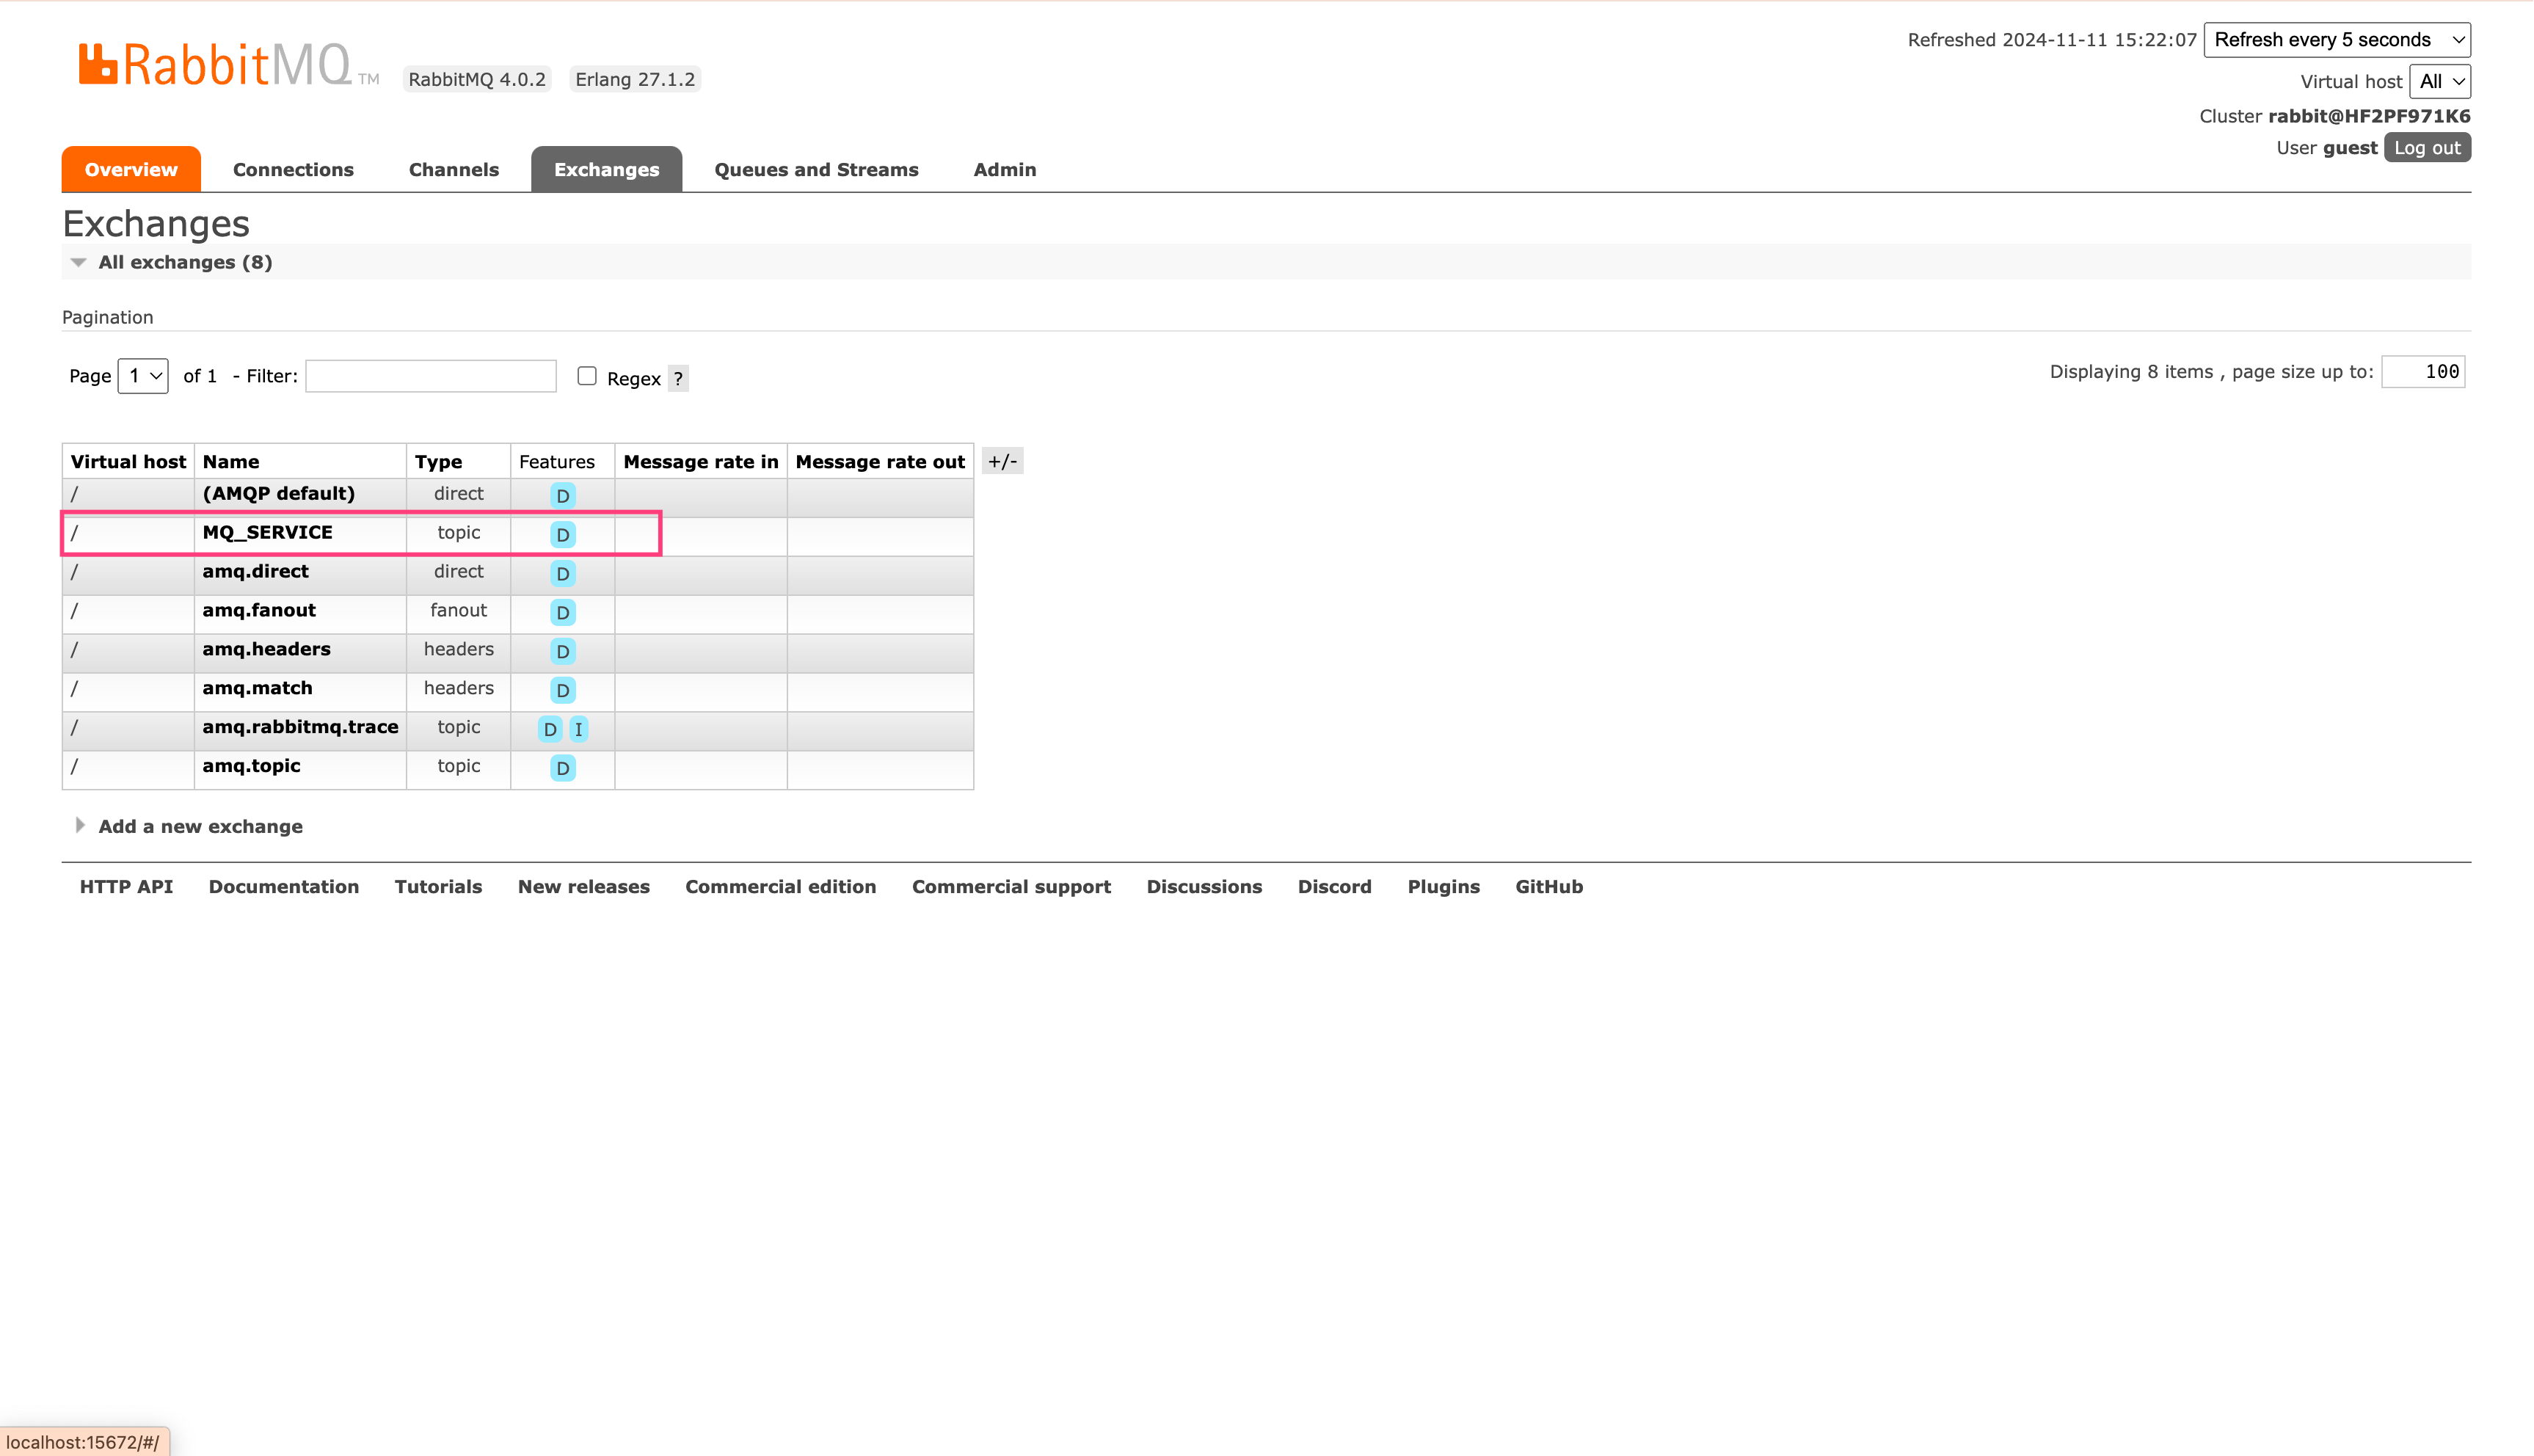 Refreshed 2024-11-11 15:22:07 Refresh every 5 seconds
RabbitMQ TM RabbitMQ 4.0.2 Erlang 27.1.2
Virtual host All
Cluster rabbit@HF2PF971K6
User guest Log out
Overview Connections Channels Exchanges Queues and Streams Admin
Exchanges
All exchanges (8)
Pagination
Page 1 of 1 - Filter: Regex ? Displaying 8 items , page size up to: 100
Virtual host Name Type Features Message rate in Message rate out +/-
/ (AMQP default) direct D
/ MQ_SERVICE topic D
/ amq.direct direct D
/ amq.fanout fanout D
/ amq.headers headers D
/ amq.match headers D
/ amq.rabbitmq.trace topic D I
/ amq.topic topic D
Add a new exchange
HTTP API Documentation Tutorials New releases Commercial edition Commercial support Discussions Discord Plugins GitHub
localhost:15672/#/